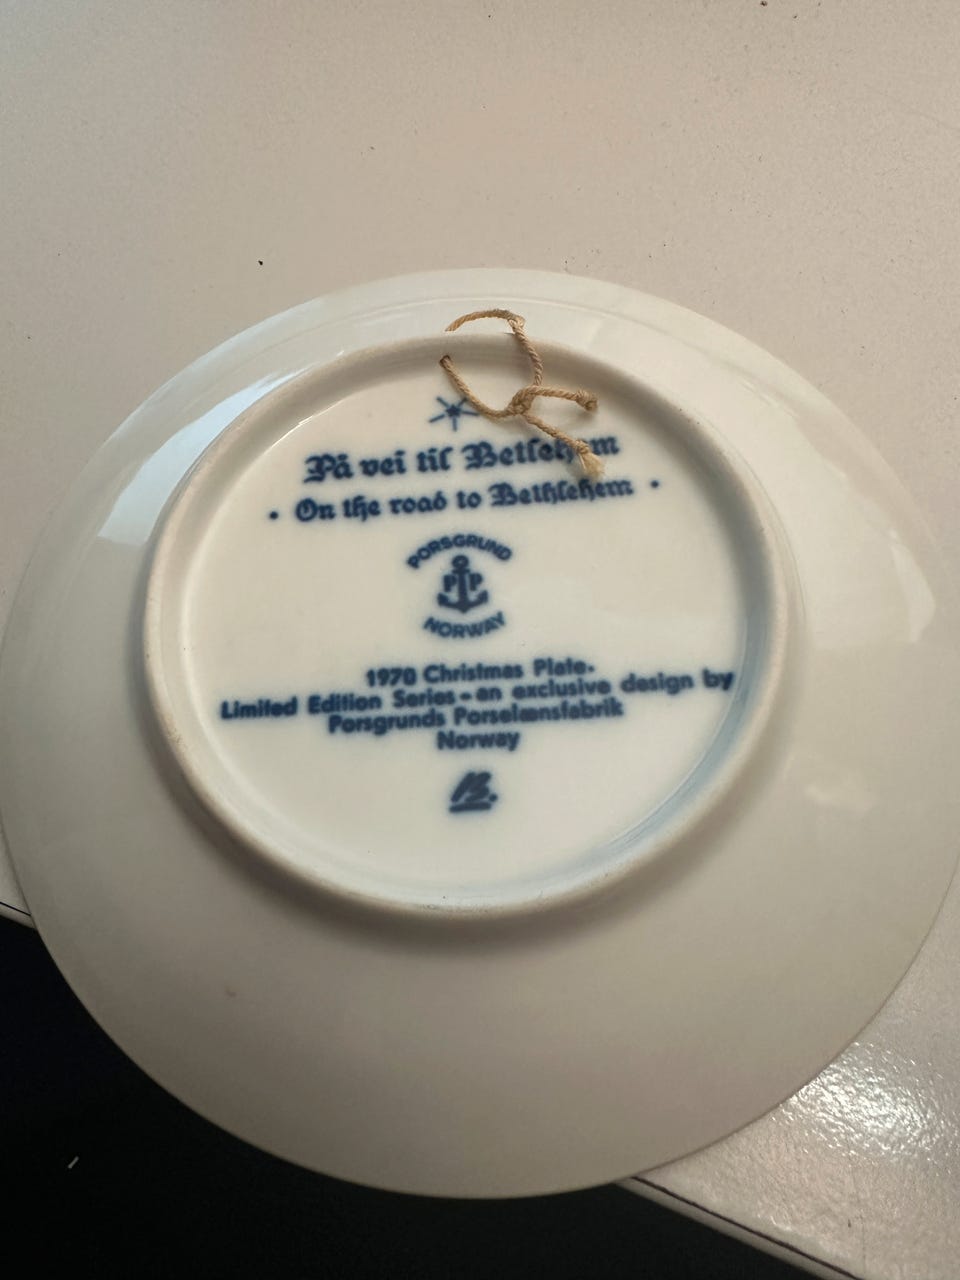 På vei til Betlehem
• On the road to Bethlehem •
PORSGRUND
PP
NORWAY
1970 Christmas Plate.
Limited Edition Series - an exclusive design by
Porsgrunds Porselænsfabrik
Norway